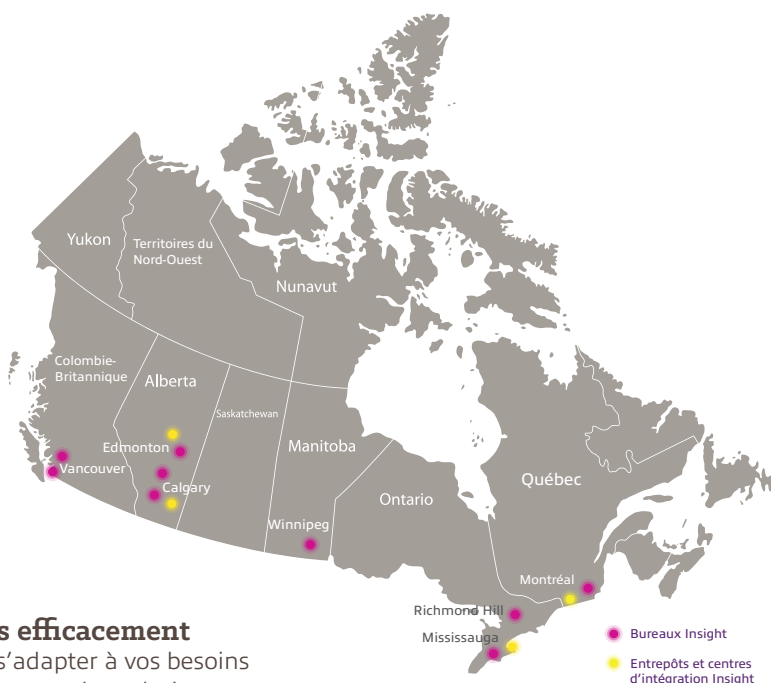 Yukon
Territoires du
Nord-Ouest
Nunavut
Colombie-
Britannique
Alberta
Saskatchewan
Manitoba
Edmonton
Vancouver
Calgary
Winnipeg
Ontario
Québec
Montréal
Richmond Hill
Mississauga
Bureaux Insight
Entrepôts et centres
d'intégration Insight
efficacement
s'adapter à vos besoins